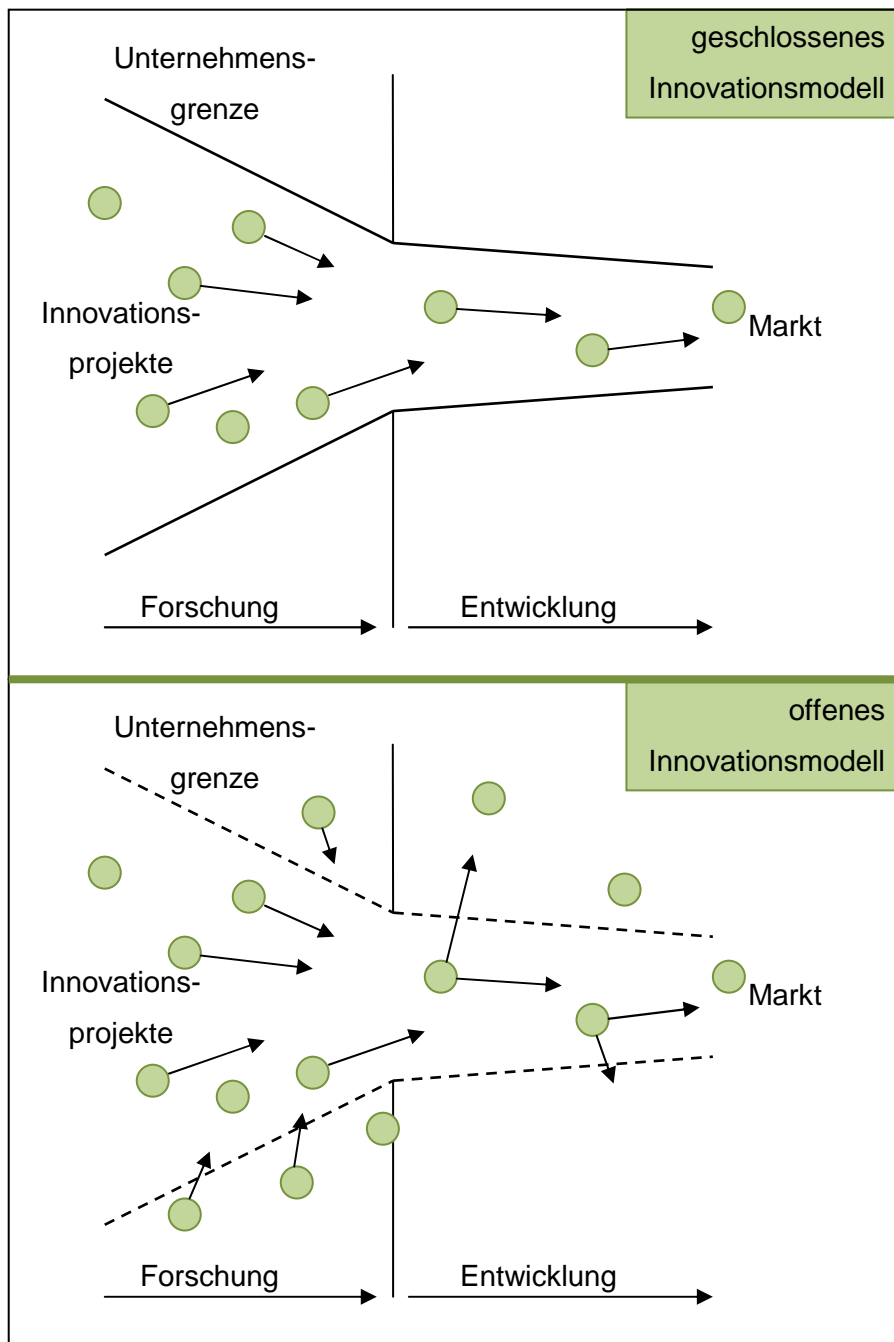 geschlossenes
Innovationsmodell
Unternehmens-
grenze
Innovations-
projekte
Markt
Forschung
Entwicklung
offenes
Innovationsmodell
Unternehmens-
grenze
Innovations-
projekte
Markt
Forschung
Entwicklung